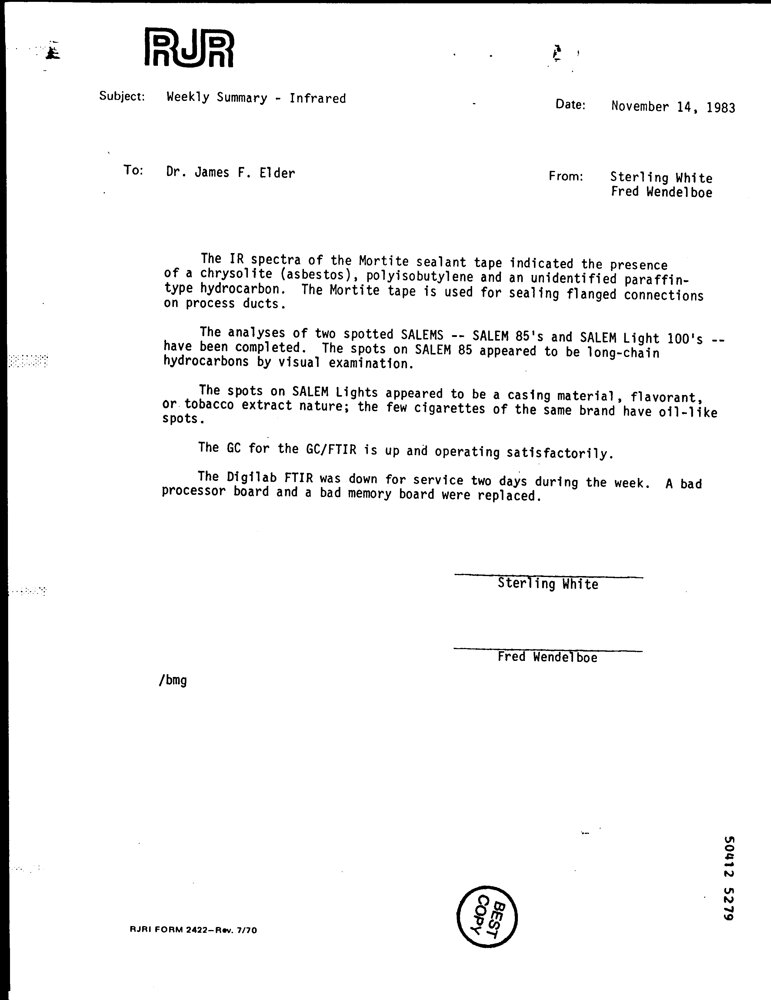 RJR
Subject: Weekly Summary - Infrared
Date: November 14, 1983
To: Dr. James F. Elder
From: Sterling White
Fred Wendelboe
The IR spectra of the Mortite sealant tape indicated the presence
of a chrysolite (asbestos), polyisobutylene and an unidentified paraffin-
type hydrocarbon. The Mortite tape is used for sealing flanged connections
on process ducts.
The analyses of two spotted SALEMS -- SALEM 85's and SALEM Light 100's --
have been completed. The spots on SALEM 85 appeared to be long-chain
hydrocarbons by visual examination.
The spots on SALEM Lights appeared to be a casing material, flavorant,
or tobacco extract nature; the few cigarettes of the same brand have oil-like
spots.
The GC for the GC/FTIR is up and operating satisfactorily.
The Digilab FTIR was down for service two days during the week. A bad
processor board and a bad memory board were replaced.
Sterling White
Fred Wendelboe
/bmg
50412 5279
BEST
COPY
RJRI FORM 2422-Rev. 7/70